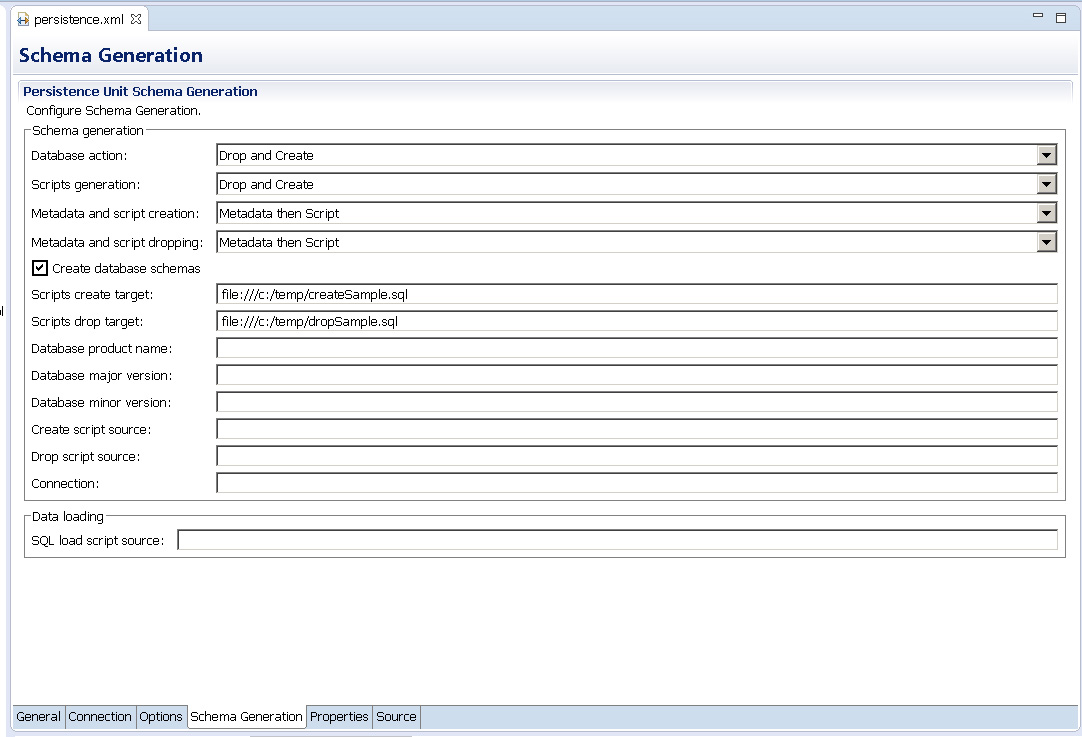 persistence.xml
Schema Generation
Persistence Unit Schema Generation
Configure Schema Generation.
Schema generation
Database action: Drop and Create
Scripts generation: Drop and Create
Metadata and script creation: Metadata then Script
Metadata and script dropping: Metadata then Script
Create database schemas
Scripts create target: file:///c:/temp/createSample.sql
Scripts drop target: file:///c:/temp/dropSample.sql
Database product name:
Database major version:
Database minor version:
Create script source:
Drop script source:
Connection:
Data loading
SQL load script source:
General Connection Options Schema Generation Properties Source